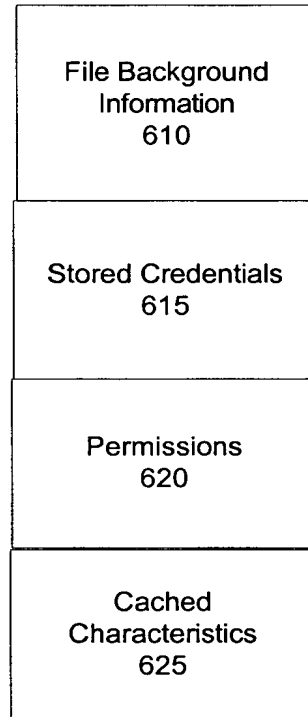 File Background
Information
610
Stored Credentials
615
Permissions
620
Cached
Characteristics
625